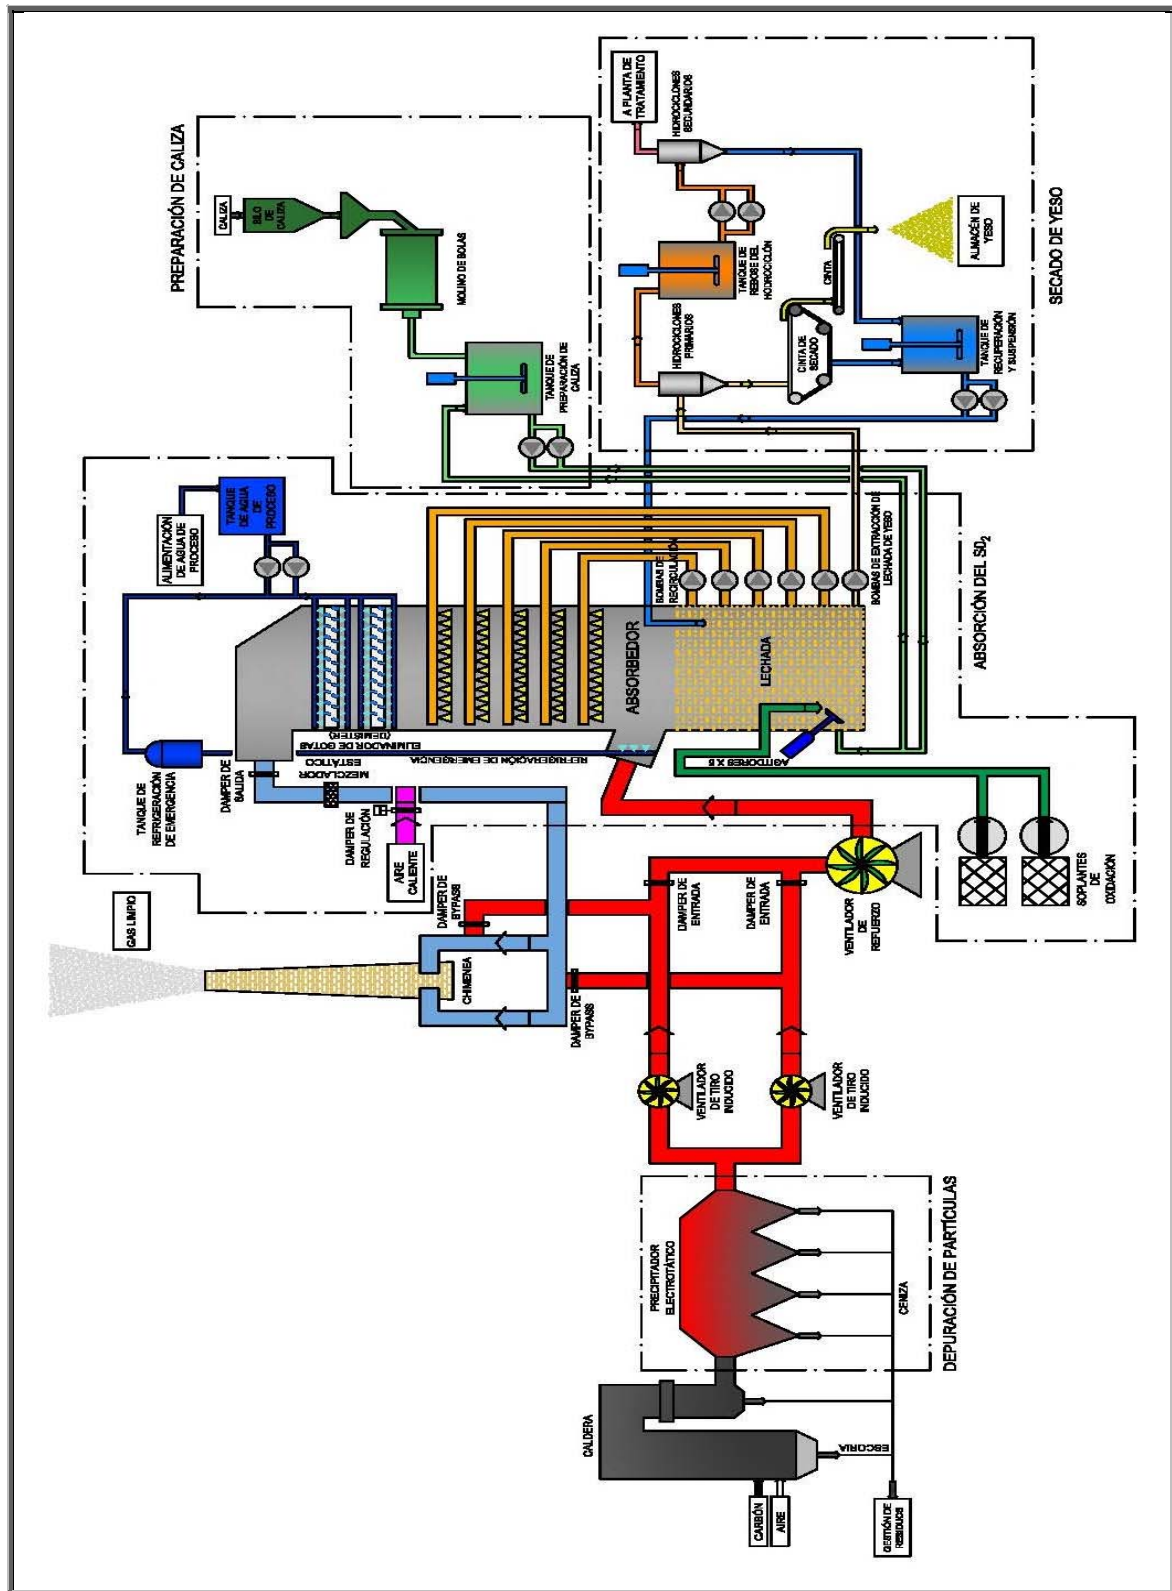 CALDERA
CARBÓN
AIRE
ESCORIA
GESTIÓN DE
RESIDUOS
PRECIPITADOR
ELECTROTÁTICO
CENIZA
DEPURACIÓN DE PARTÍCULAS
VENTILADOR
DE TIRO
INDUCIDO
VENTILADOR
DE TIRO
INDUCIDO
GAS LIMPIO
CHIMENEA
DAMPER DE
BYPASS
DAMPER DE
BYPASS
DAMPER DE
ENTRADA
DAMPER DE
ENTRADA
VENTILADOR
DE
REFUERZO
SOPLANTES
DE
OXIDACIÓN
TANQUE DE
REFRIGERACIÓN
DE EMERGENCIA
DAMPER DE
SALIDA
MEZCLADOR
ESTÁTICO
DAMPER DE
REGULACIÓN
AIRE
CALIENTE
ELIMINADOR DE GOTAS
(DEMISTER)
REFRIGERACIÓN DE EMERGENCIA
ABSORBEDOR
LECHADA
AGITDORES X 5
ALIMENTACIÓN
DE AGUA DE
PROCESO
TANQUE
DE AGUA
DE
PROCESO
BOMBAS DE
RECIRCULACIÓN
BOMBAS DE EXTRACCIÓN DE
LECHADA DE YESO
ABSORCIÓN DEL SO₂
PREPARACIÓN DE CALIZA
CALIZA
SILO
DE
CALIZA
MOLINO DE BOLAS
TANQUE DE
PREPARACIÓN DE
CALIZA
A PLANTA DE
TRATAMIENTO
HIDROCICLONES
SECUNDARIOS
TANQUE DE
REBOSE DEL
HODROCICLÓN
HIDROCICLONES
PRIMARIOS
CINTA DE
SECADO
CINTA
ALMACÉN DE
YESO
TANQUE DE
RECUPERACIÓN
Y SUSPENSIÓN
SECADO DE YESO